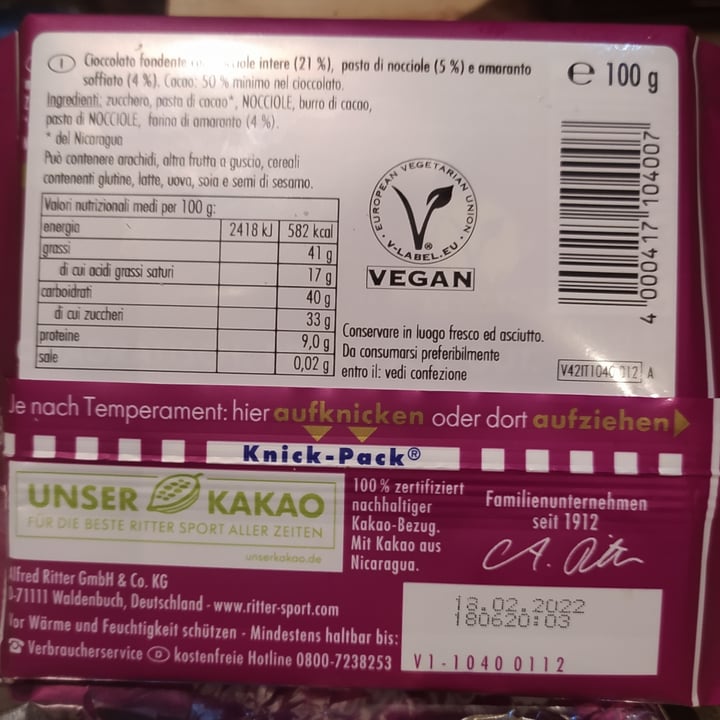 I Cioccolato fondente intere (21 %), pasta di nocciole (5 %) e amaranto
soffiato (4 %). Cacao: 50 % minimo nel cioccolato.
Ingredienti: zucchero, pasta di cacao*, NOCCIOLE, burro di cacao,
pasta di NOCCIOLE, farina di amaranto (4 %).
* del Nicaragua
Può contenere arachidi, altra frutta a guscio, cereali
contenenti glutine, latte, uova, soia e semi di sesamo.
Valori nutrizionali medi per 100 g:
energia 2418 kJ 582 kcal
grassi 41 g
di cui acidi grassi saturi 17 g
carboidrati 40 g
di cui zuccheri 33 g
proteine 9,0 g
sale 0,02 g
e 100 g
EUROPEAN VEGETARIAN UNION
V-LABEL.EU
VEGAN
4 000417 104007
Conservare in luogo fresco ed asciutto.
Da consumarsi preferibilmente
entro il: vedi confezione
V42IT1040 012 A
Je nach Temperament: hier aufknicken oder dort aufziehen
Knick-Pack®
UNSER KAKAO
FÜR DIE BESTE RITTER SPORT ALLER ZEITEN
unserkakao.de
100 % zertifiziert
nachhaltiger
Kakao-Bezug.
Mit Kakao aus
Nicaragua.
Familienunternehmen
seit 1912
A. Ritter
Alfred Ritter GmbH & Co. KG
D-71111 Waldenbuch, Deutschland - www.ritter-sport.com
Vor Wärme und Feuchtigkeit schützen - Mindestens haltbar bis:
Verbraucherservice D kostenfreie Hotline 0800-7238253
18.02.2022
180620:03
V1-1040 0112